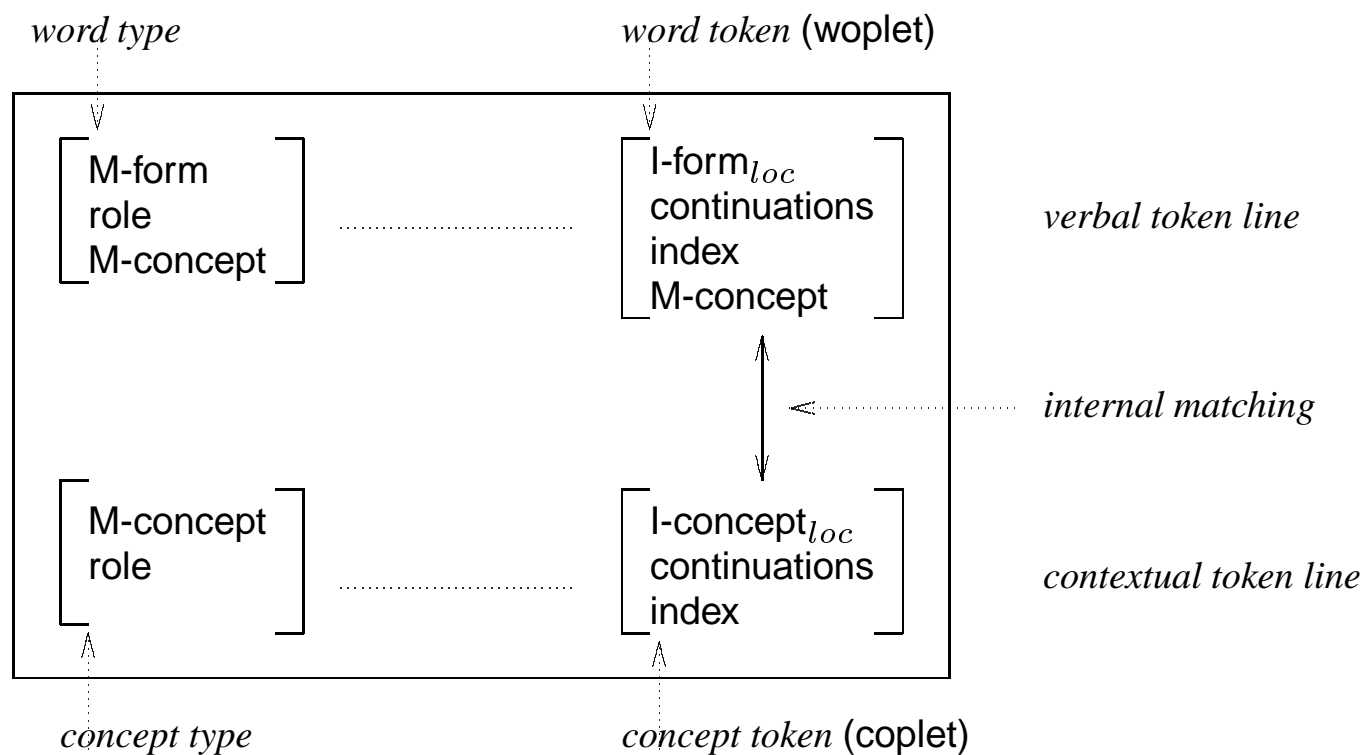 word type
word token (woplet)
M-form
role
M-concept
I-form_loc
continuations
index
M-concept
verbal token line
internal matching
M-concept
role
I-concept_loc
continuations
index
contextual token line
concept type
concept token (coplet)